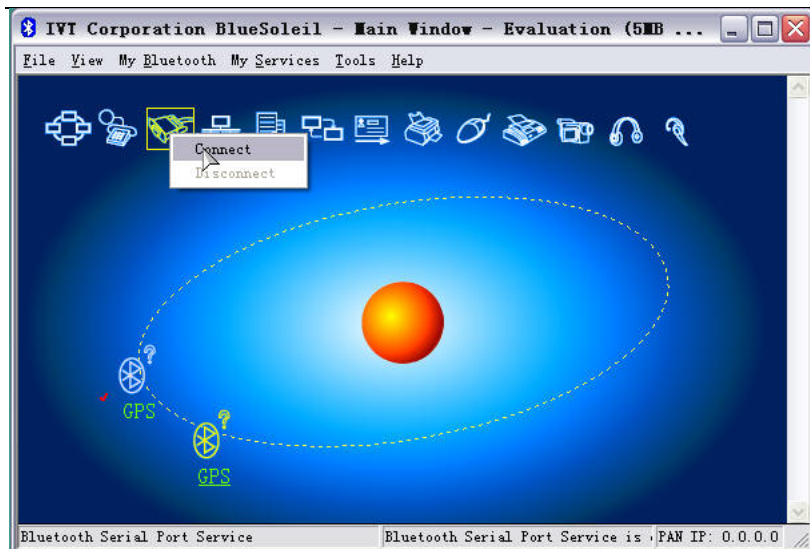 IVT Corporation BlueSoleil - Main Window - Evaluation (5MB ...
File View My Bluetooth My Services Tools Help
Connect
Disconnect
GPS
GPS
Bluetooth Serial Port Service Bluetooth Serial Port Service is PAN IP: 0.0.0.0